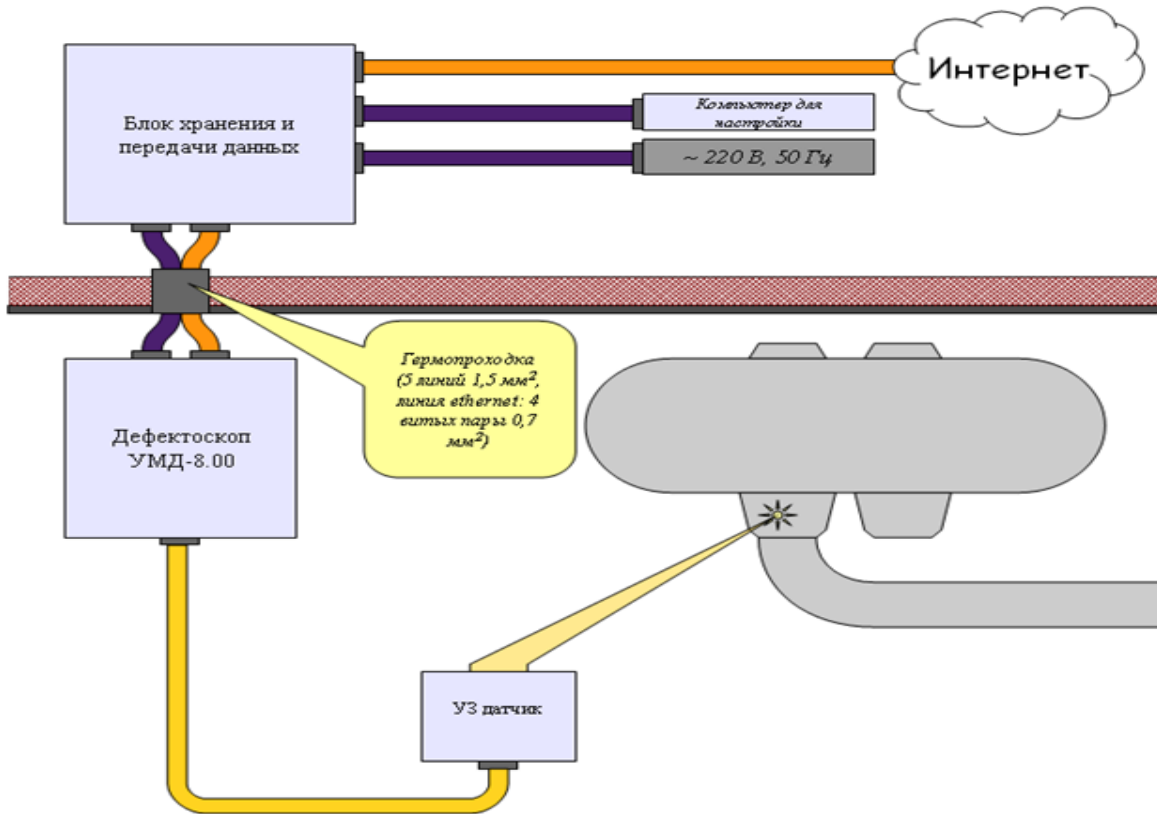 Интернет
Компьютер для
настройки
Блок хранения и
передачи данных
~ 220 В, 50 Гц
Гермопроходка
(5 линий 1,5 мм²,
линия ethernet: 4
витых пары 0,7
мм²)
Дефектоскоп
УМД-8.00
УЗ датчик